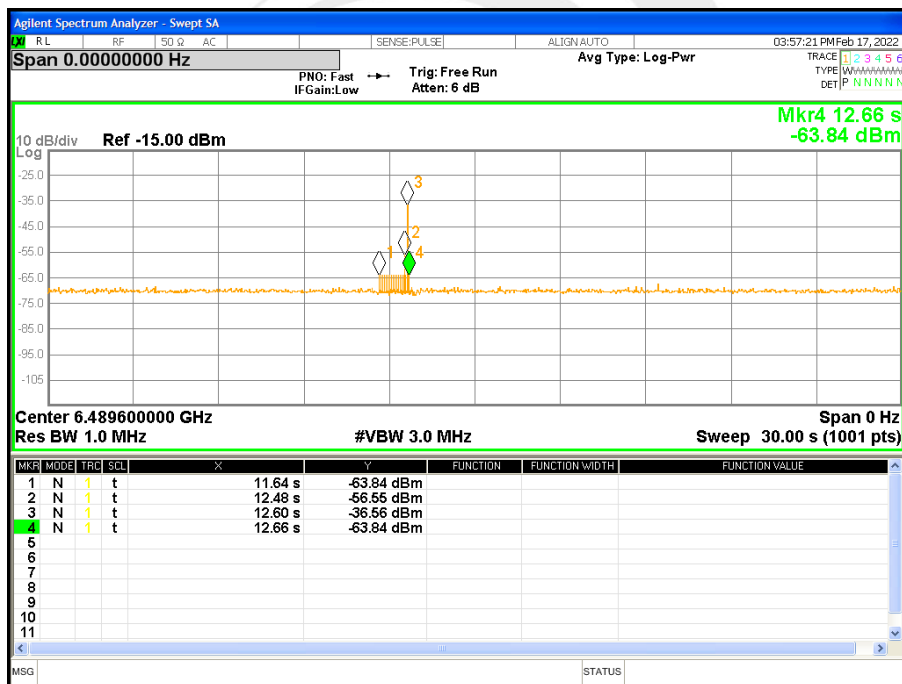 Agilent Spectrum Analyzer - Swept SA
LXI RL RF 50 Ω AC SENSE:PULSE ALIGN AUTO 03:57:21 PM Feb 17, 2022
Span 0.00000000 Hz
Avg Type: Log-Pwr
TRACE 1 2 3 4 5 6
TYPE W
DET P N N N N N
PNO: Fast Trig: Free Run
IFGain:Low Atten: 6 dB
Mkr4 12.66 s
-63.84 dBm
10 dB/div Ref -15.00 dBm
Log
-25.0
-35.0
-45.0
-55.0
-65.0
-75.0
-85.0
-95.0
-105
1
2
3
4
Center 6.489600000 GHz Span 0 Hz
Res BW 1.0 MHz #VBW 3.0 MHz Sweep 30.00 s (1001 pts)
MKR MODE TRC SCL X Y FUNCTION FUNCTION WIDTH FUNCTION VALUE
1 N 1 t 11.64 s -63.84 dBm
2 N 1 t 12.48 s -56.55 dBm
3 N 1 t 12.60 s -36.56 dBm
4 N 1 t 12.66 s -63.84 dBm
5
6
7
8
9
10
11
MSG STATUS